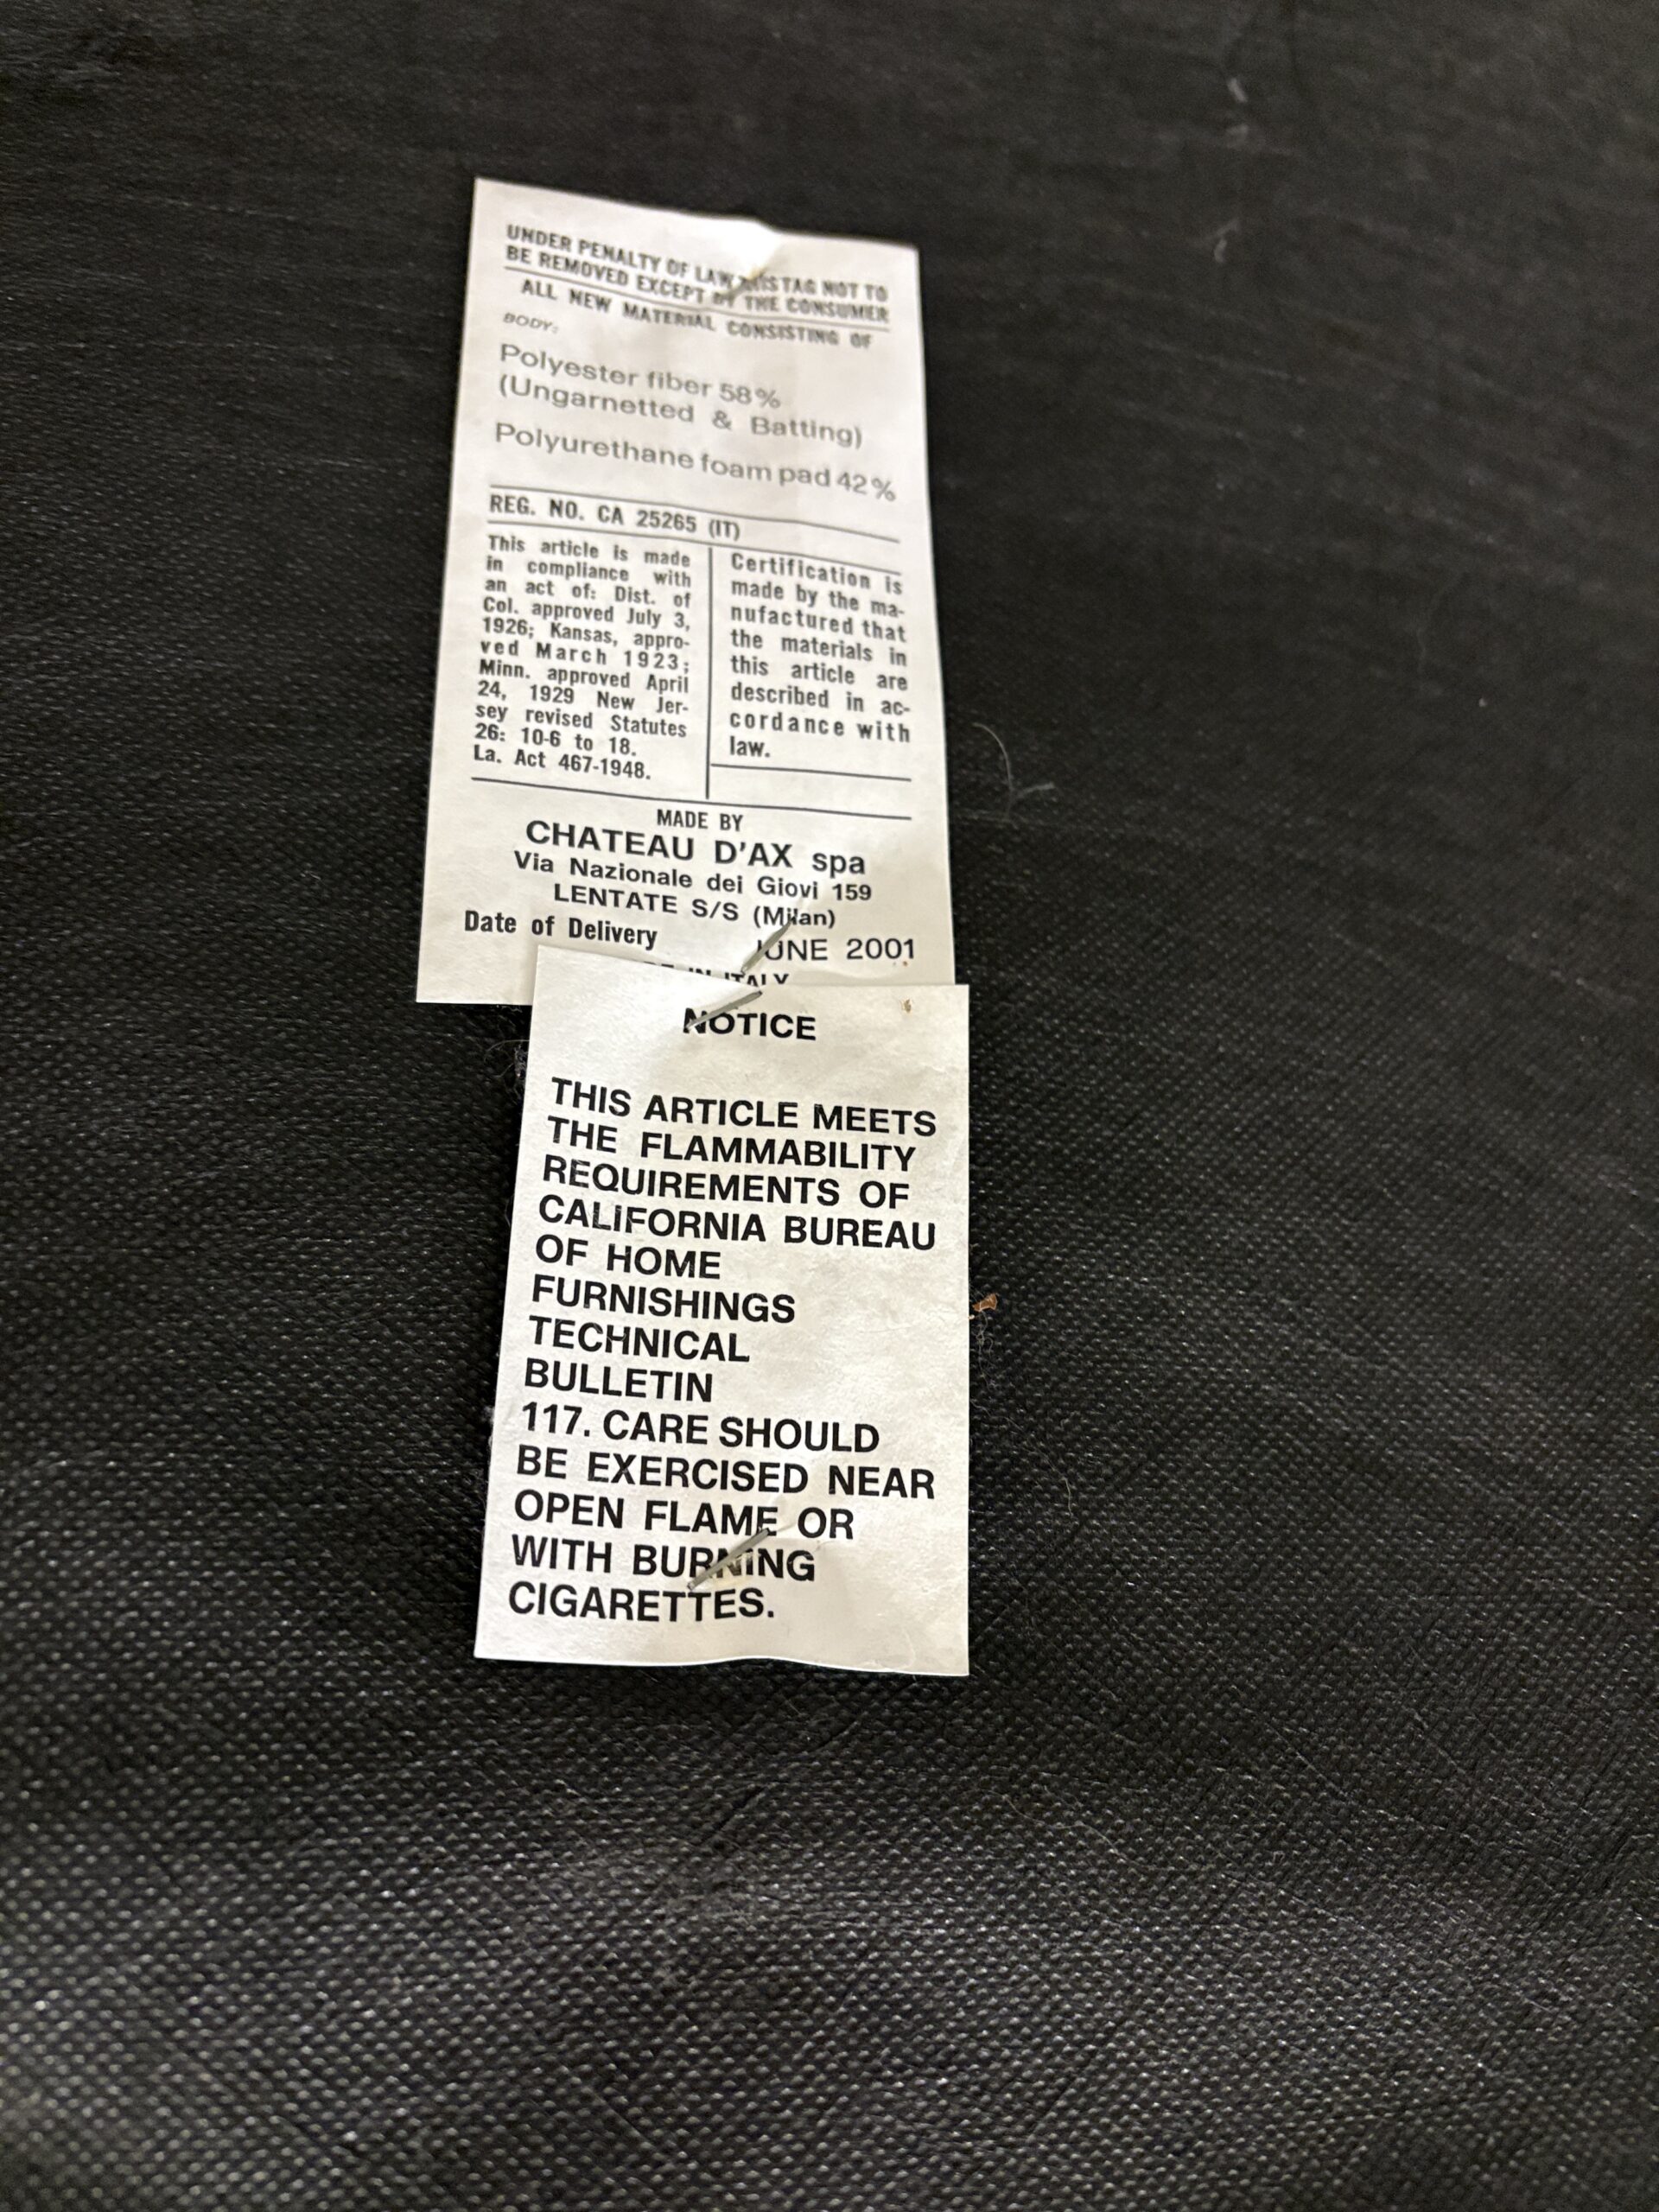 UNDER PENALTY OF LAW THIS TAG NOT TO
BE REMOVED EXCEPT BY THE CONSUMER
ALL NEW MATERIAL CONSISTING OF
BODY:
Polyester fiber 58%
(Ungarnetted & Batting)
Polyurethane foam pad 42%
REG. NO. CA 25265 (IT)
This article is made
in compliance with
an act of: Dist. of
Col. approved July 3,
1926; Kansas, appro-
ved March 1923;
Minn. approved April
24, 1929 New Jer-
sey revised Statutes
26: 10-6 to 18.
La. Act 467-1948.
Certification is
made by the ma-
nufactured that
the materials in
this article are
described in ac-
cordance with
law.
MADE BY
CHATEAU D'AX spa
Via Nazionale dei Giovi 159
LENTATE S/S (Milan)
Date of Delivery JUNE 2001
IN ITALY
NOTICE
THIS ARTICLE MEETS
THE FLAMMABILITY
REQUIREMENTS OF
CALIFORNIA BUREAU
OF HOME
FURNISHINGS
TECHNICAL
BULLETIN
117. CARE SHOULD
BE EXERCISED NEAR
OPEN FLAME OR
WITH BURNING
CIGARETTES.